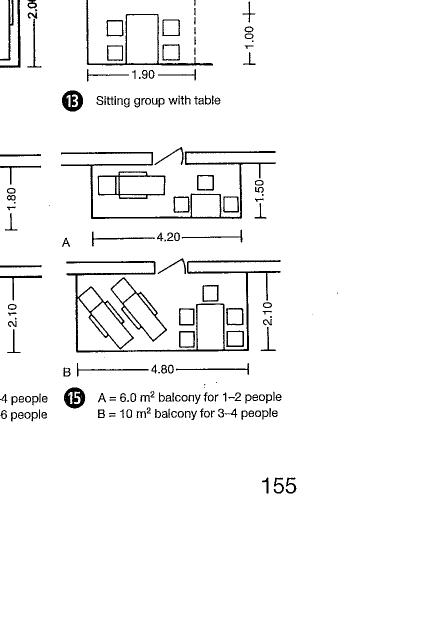 2.00
1.00
1.90
13 Sitting group with table
1.80
1.50
A
4.20
2.10
2.10
B
4.80
-4 people
-6 people
15 A = 6.0 m² balcony for 1–2 people
B = 10 m² balcony for 3–4 people
155